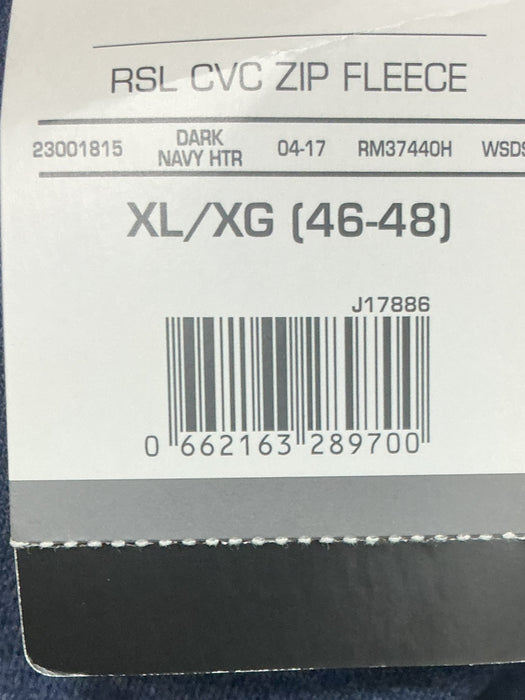 RSL CVC ZIP FLEECE
23001815 DARK NAVY HTR 04-17 RM37440H
XL/XG (46-48)
J17886
0 662163 289700